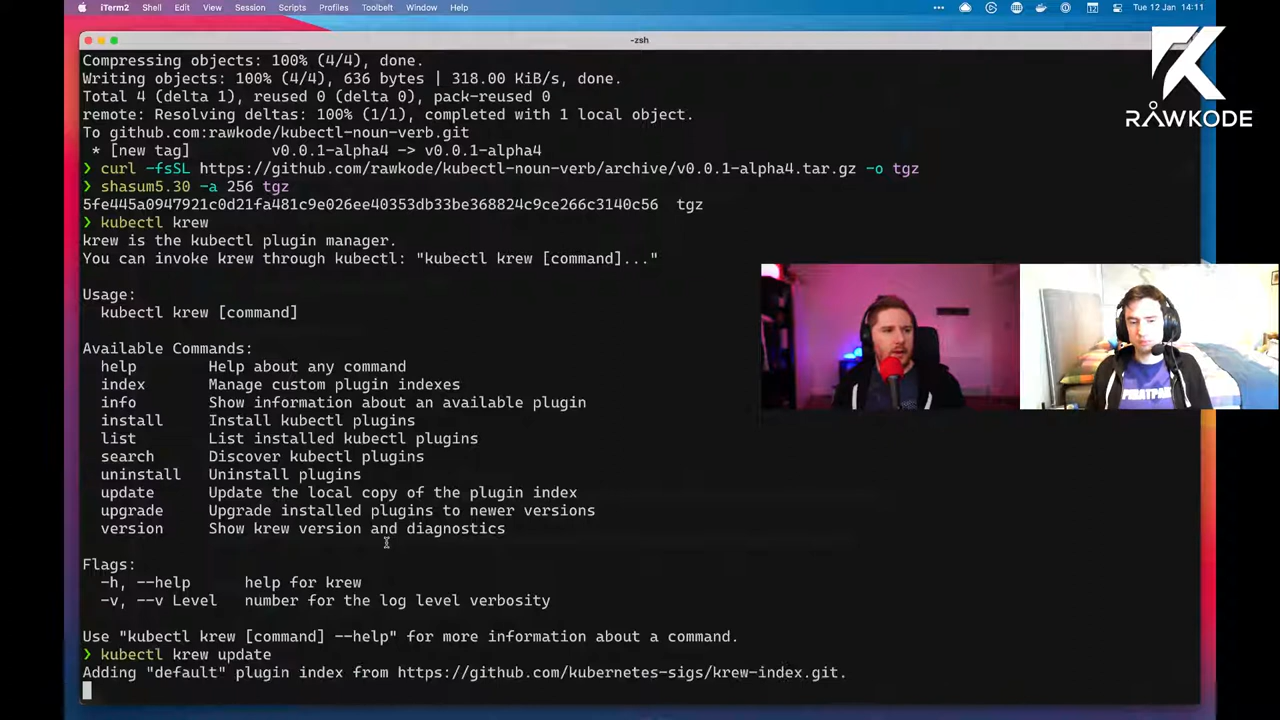 iTerm2 Shell Edit View Session Scripts Profiles Toolbelt Window Help
Tue 12 Jan 14:11
-zsh
Compressing objects: 100% (4/4), done.
Writing objects: 100% (4/4), 636 bytes | 318.00 KiB/s, done.
Total 4 (delta 1), reused 0 (delta 0), pack-reused 0
remote: Resolving deltas: 100% (1/1), completed with 1 local object.
To github.com:rawkode/kubectl-noun-verb.git
* [new tag] v0.0.1-alpha4 -> v0.0.1-alpha4
❯ curl -fsSL https://github.com/rawkode/kubectl-noun-verb/archive/v0.0.1-alpha4.tar.gz -o tgz
❯ shasum5.30 -a 256 tgz
5fe445a0947921c0d21fa481c9e026ee40353db33be368824c9ce266c3140c56 tgz
❯ kubectl krew
krew is the kubectl plugin manager.
You can invoke krew through kubectl: "kubectl krew [command]..."
Usage:
kubectl krew [command]
Available Commands:
help Help about any command
index Manage custom plugin indexes
info Show information about an available plugin
install Install kubectl plugins
list List installed kubectl plugins
search Discover kubectl plugins
uninstall Uninstall plugins
update Update the local copy of the plugin index
upgrade Upgrade installed plugins to newer versions
version Show krew version and diagnostics
Flags:
-h, --help help for krew
-v, --v Level number for the log level verbosity
Use "kubectl krew [command] --help" for more information about a command.
❯ kubectl krew update
Adding "default" plugin index from https://github.com/kubernetes-sigs/krew-index.git.
RAWKODE